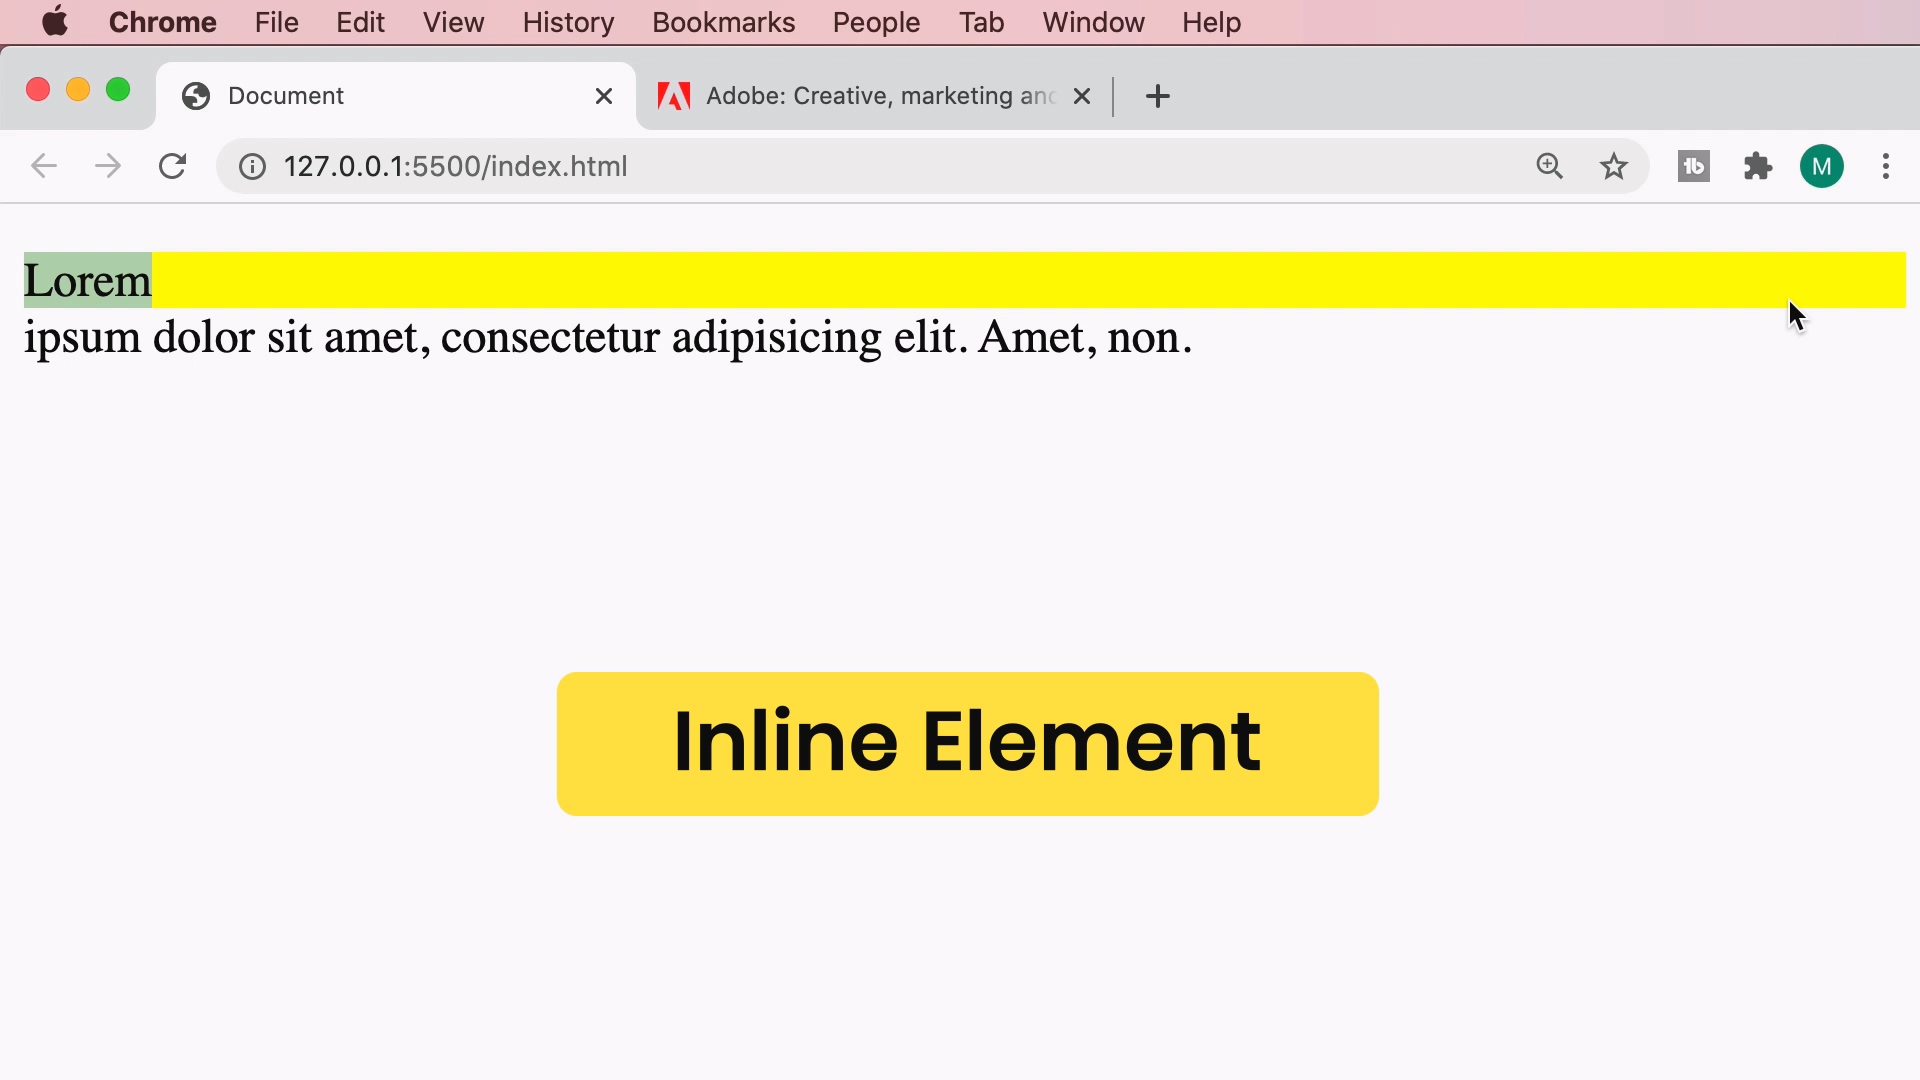 Chrome File Edit View History Bookmarks People Tab Window Help
Document
Adobe: Creative, marketing and
127.0.0.1:5500/index.html
M
Lorem
ipsum dolor sit amet, consectetur adipisicing elit. Amet, non.
Inline Element